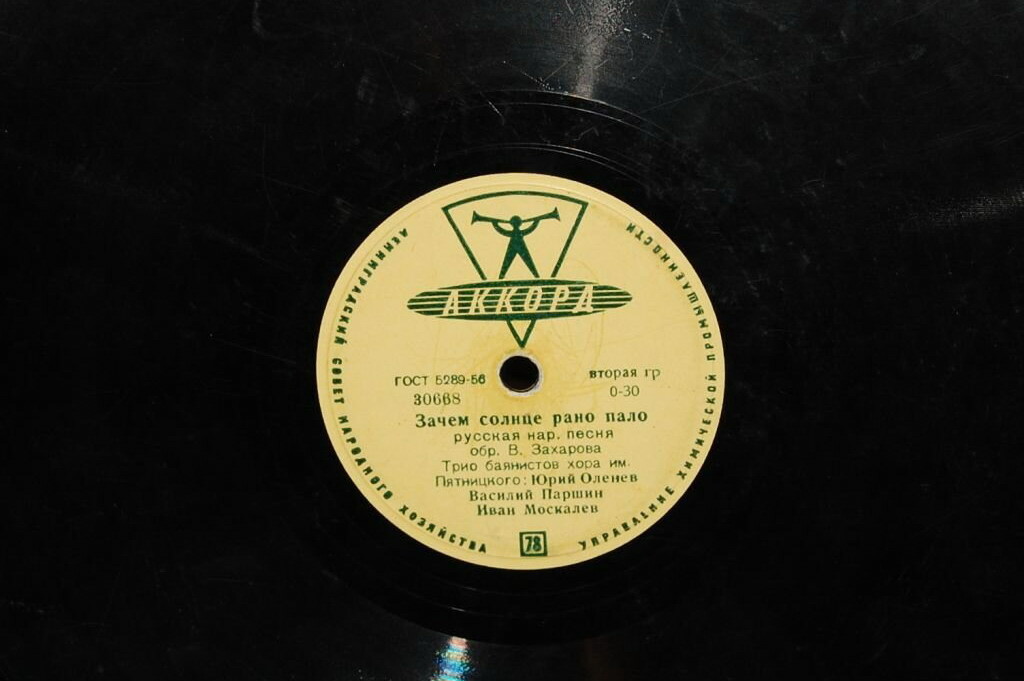 АККОРД
ЛЕНИНГРАДСКИЙ СОВЕТ НАРОДНОГО ХОЗЯЙСТВА
УПРАВЛЕНИЕ ХИМИЧЕСКОЙ ПРОМЫШЛЕННОСТИ
ГОСТ 5289-56 вторая гр
30668 0-30
Зачем солнце рано пало
русская нар. песня
обр. В. Захарова
Трио баянистов хора им.
Пятницкого: Юрий Оленев
Василий Паршин
Иван Москалев
78